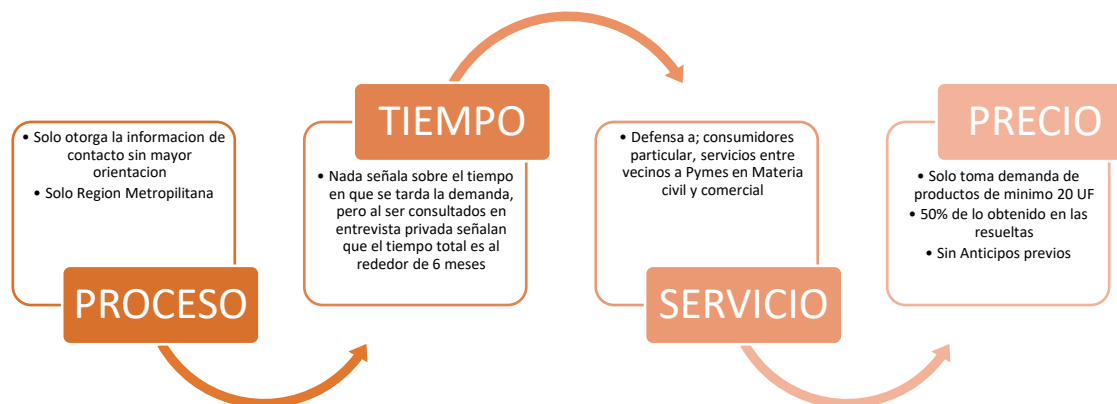 • Solo otorga la informacion de
contacto sin mayor
orientacion
• Solo Region Metropilitana
PROCESO
TIEMPO
• Nada señala sobre el tiempo
en que se tarda la demanda,
pero al ser consultados en
entrevista privada señalan
que el tiempo total es al
rededor de 6 meses
• Defensa a; consumidores
particular, servicios entre
vecinos a Pymes en Materia
civil y comercial
SERVICIO
PRECIO
• Solo toma demanda de
productos de minimo 20 UF
• 50% de lo obtenido en las
resueltas
• Sin Anticipos previos